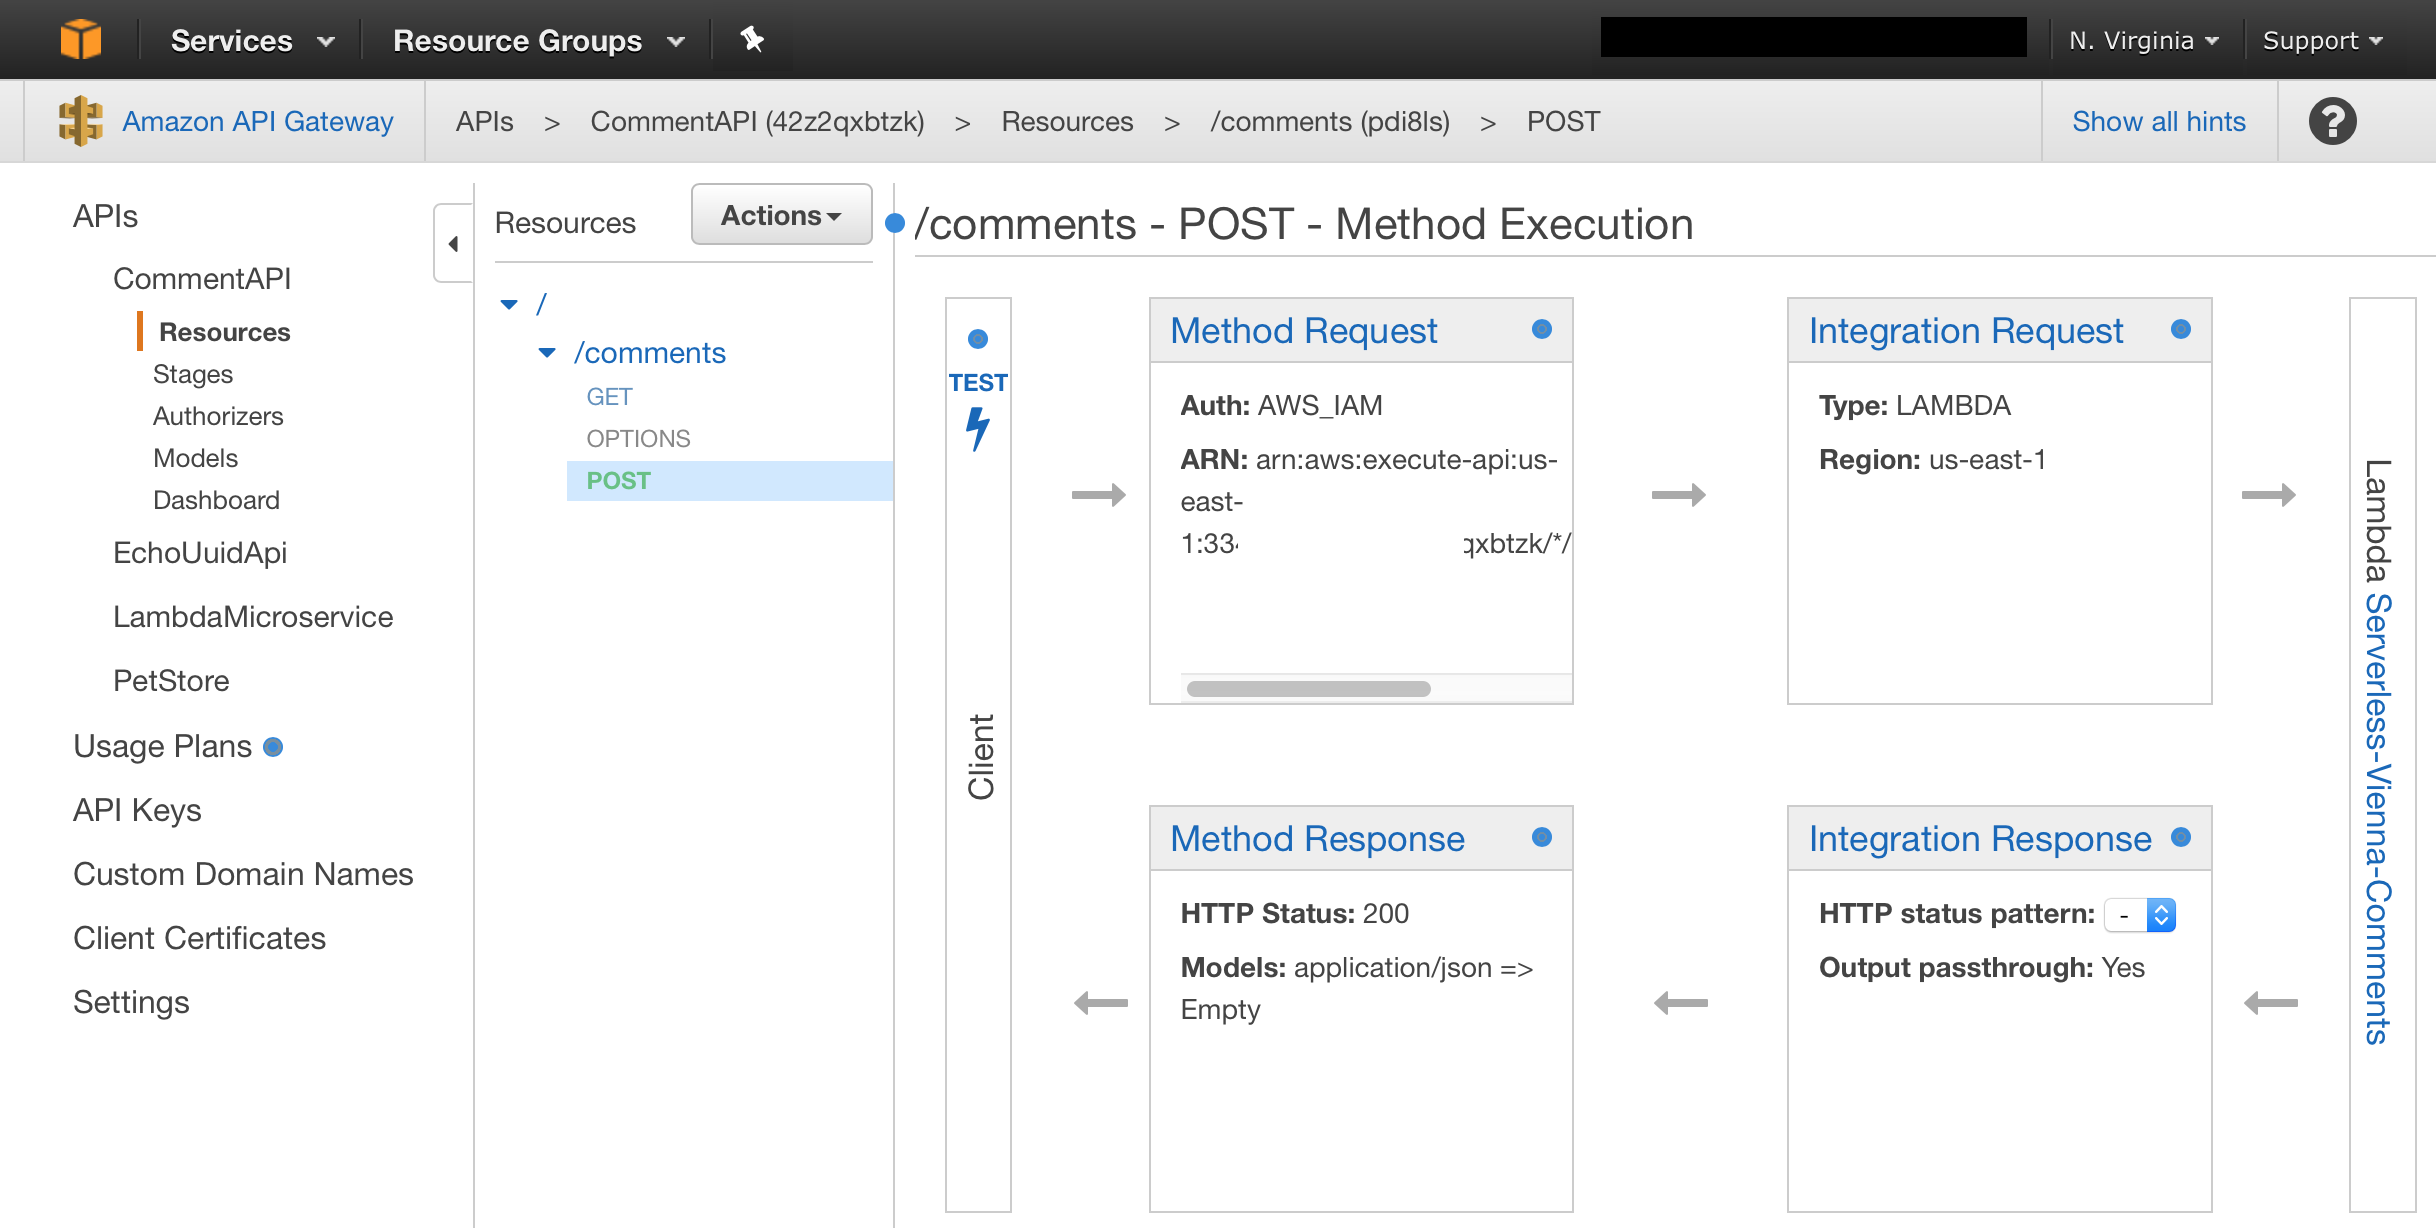 Services
Resource Groups
N. Virginia
Support
Amazon API Gateway
APIs > CommentAPI (42z2qxbtzk) > Resources > /comments (pdi8ls) > POST
Show all hints
?
APIs
CommentAPI
Resources
Stages
Authorizers
Models
Dashboard
EchoUuidApi
LambdaMicroservice
PetStore
Usage Plans
API Keys
Custom Domain Names
Client Certificates
Settings
Resources
Actions
/
/comments
GET
OPTIONS
POST
/comments - POST - Method Execution
TEST
Client
Method Request
Auth: AWS_IAM
ARN: arn:aws:execute-api:us-
east-
1:33 qxbtzk/*/
Integration Request
Type: LAMBDA
Region: us-east-1
Lambda Serverless-Vienna-Comments
Method Response
HTTP Status: 200
Models: application/json =>
Empty
Integration Response
HTTP status pattern: -
Output passthrough: Yes